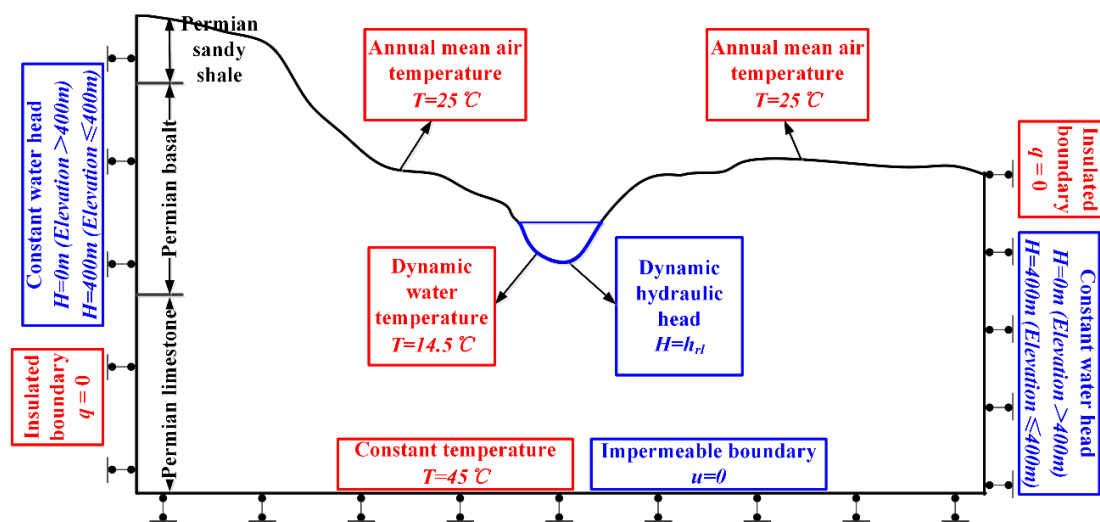 Permian
sandy
shale
Permian basalt
Permian limestone
Constant water head
H=0m (Elevation >400m)
H=400m (Elevation ≤400m)
Insulated
boundary
q = 0
Annual mean air
temperature
T=25℃
Annual mean air
temperature
T=25℃
Dynamic
water
temperature
T=14.5℃
Dynamic
hydraulic
head
H=hrl
Constant temperature
T=45℃
Impermeable boundary
u=0
Insulated
boundary
q = 0
Constant water head
H=0m (Elevation >400m)
H=400m (Elevation ≤400m)